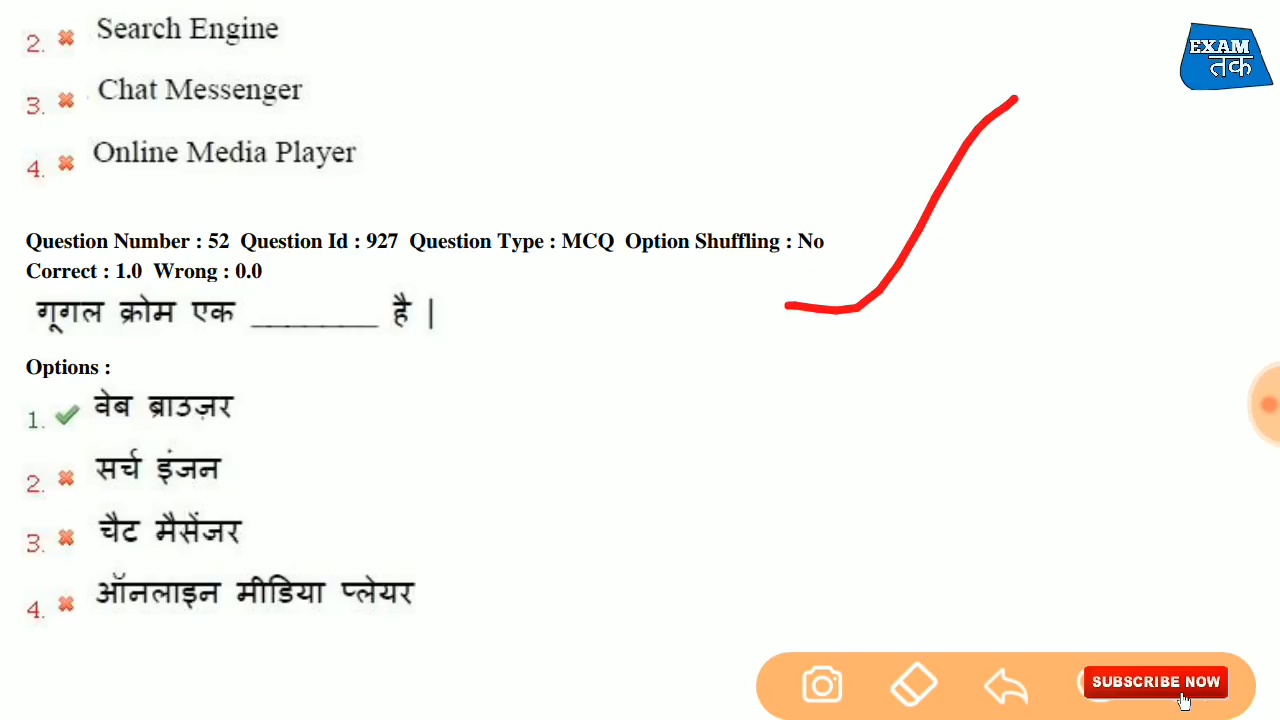 EXAM
तक
2. Search Engine
3. Chat Messenger
4. Online Media Player
Question Number : 52 Question Id : 927 Question Type : MCQ Option Shuffling : No
Correct : 1.0 Wrong : 0.0
गूगल क्रोम एक ________ है |
Options :
1. वेब ब्राउज़र
2. सर्च इंजन
3. चैट मैसेंजर
4. ऑनलाइन मीडिया प्लेयर
SUBSCRIBE NOW